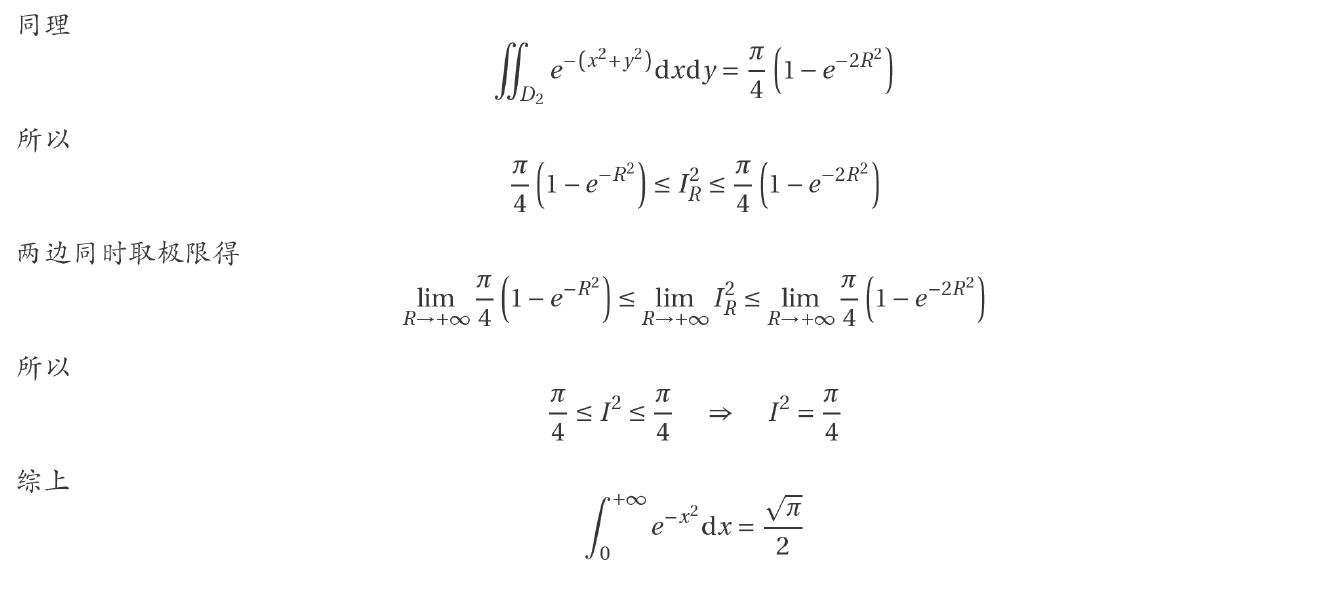 同理
$$\iint_{D_2} e^{-(x^2+y^2)} \mathrm{d}x\mathrm{d}y = \frac{\pi}{4}\left(1 - e^{-2R^2}\right)$$
所以
$$\frac{\pi}{4}\left(1 - e^{-R^2}\right) \le I_R^2 \le \frac{\pi}{4}\left(1 - e^{-2R^2}\right)$$
两边同时取极限得
$$\lim_{R \to +\infty} \frac{\pi}{4}\left(1 - e^{-R^2}\right) \le \lim_{R \to +\infty} I_R^2 \le \lim_{R \to +\infty} \frac{\pi}{4}\left(1 - e^{-2R^2}\right)$$
所以
$$\frac{\pi}{4} \le I^2 \le \frac{\pi}{4} \quad \Rightarrow \quad I^2 = \frac{\pi}{4}$$
综上
$$\int_0^{+\infty} e^{-x^2} \mathrm{d}x = \frac{\sqrt{\pi}}{2}$$